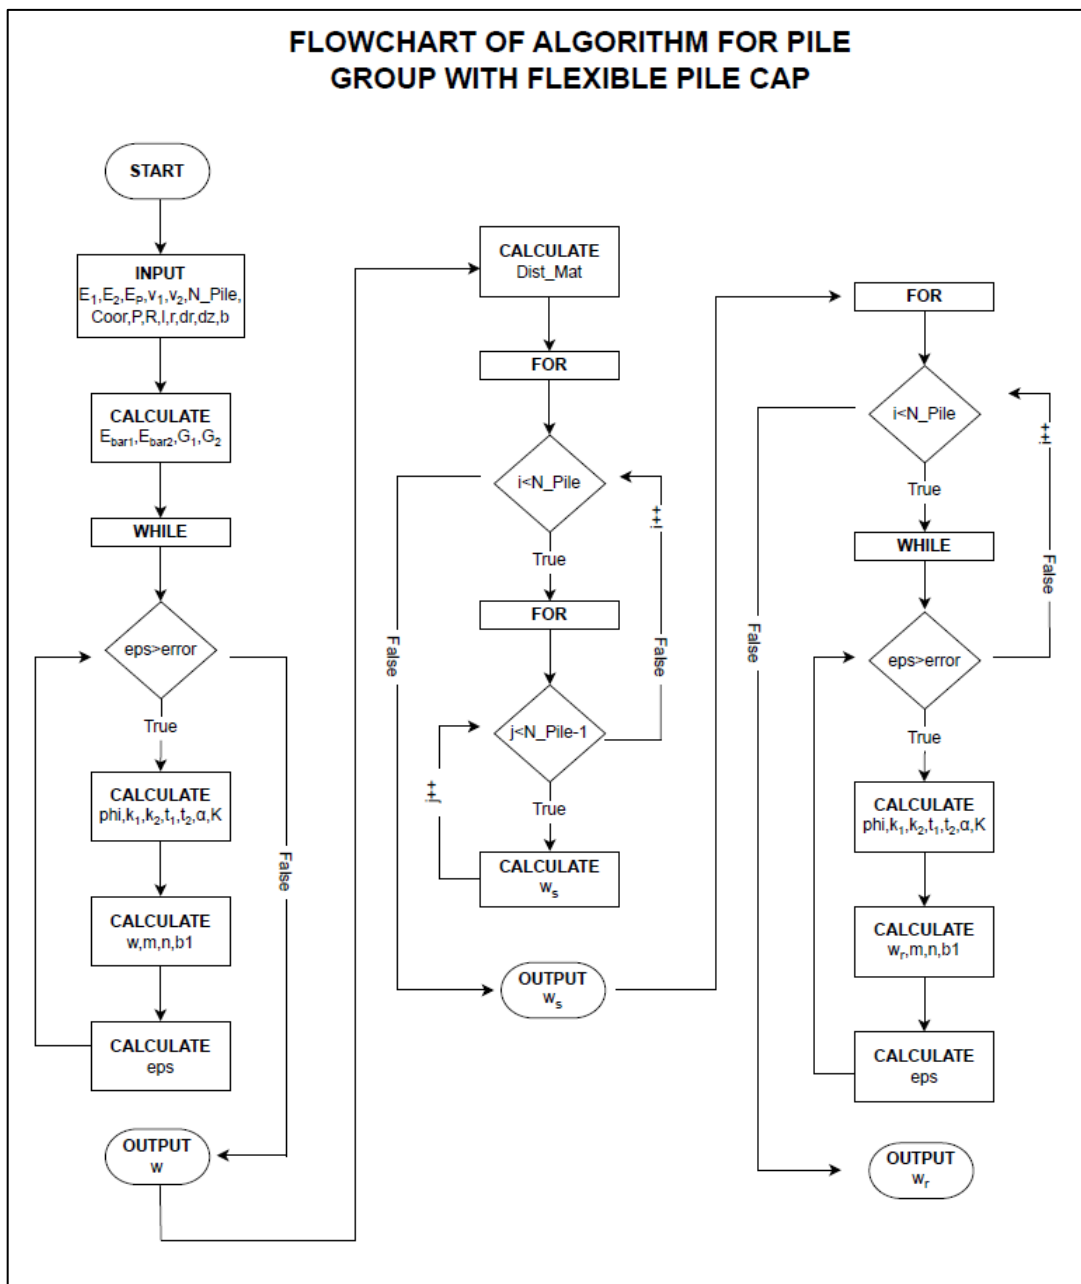 FLOWCHART OF ALGORITHM FOR PILE
GROUP WITH FLEXIBLE PILE CAP
START
INPUT
E₁,E₂,E_P,v₁,v₂,N_Pile,
Coor,P,R,l,r,dr,dz,b
CALCULATE
E_bar1,E_bar2,G₁,G₂
WHILE
eps>error
True
False
CALCULATE
phi,k₁,k₂,t₁,t₂,α,K
CALCULATE
w,m,n,b1
CALCULATE
eps
OUTPUT
w
CALCULATE
Dist_Mat
FOR
i<N_Pile
True
False
i++
FOR
j<N_Pile-1
False
True
j++
CALCULATE
wₛ
OUTPUT
wₛ
FOR
i<N_Pile
True
False
i++
WHILE
eps>error
False
True
CALCULATE
phi,k₁,k₂,t₁,t₂,α,K
CALCULATE
wᵣ,m,n,b1
CALCULATE
eps
OUTPUT
wᵣ